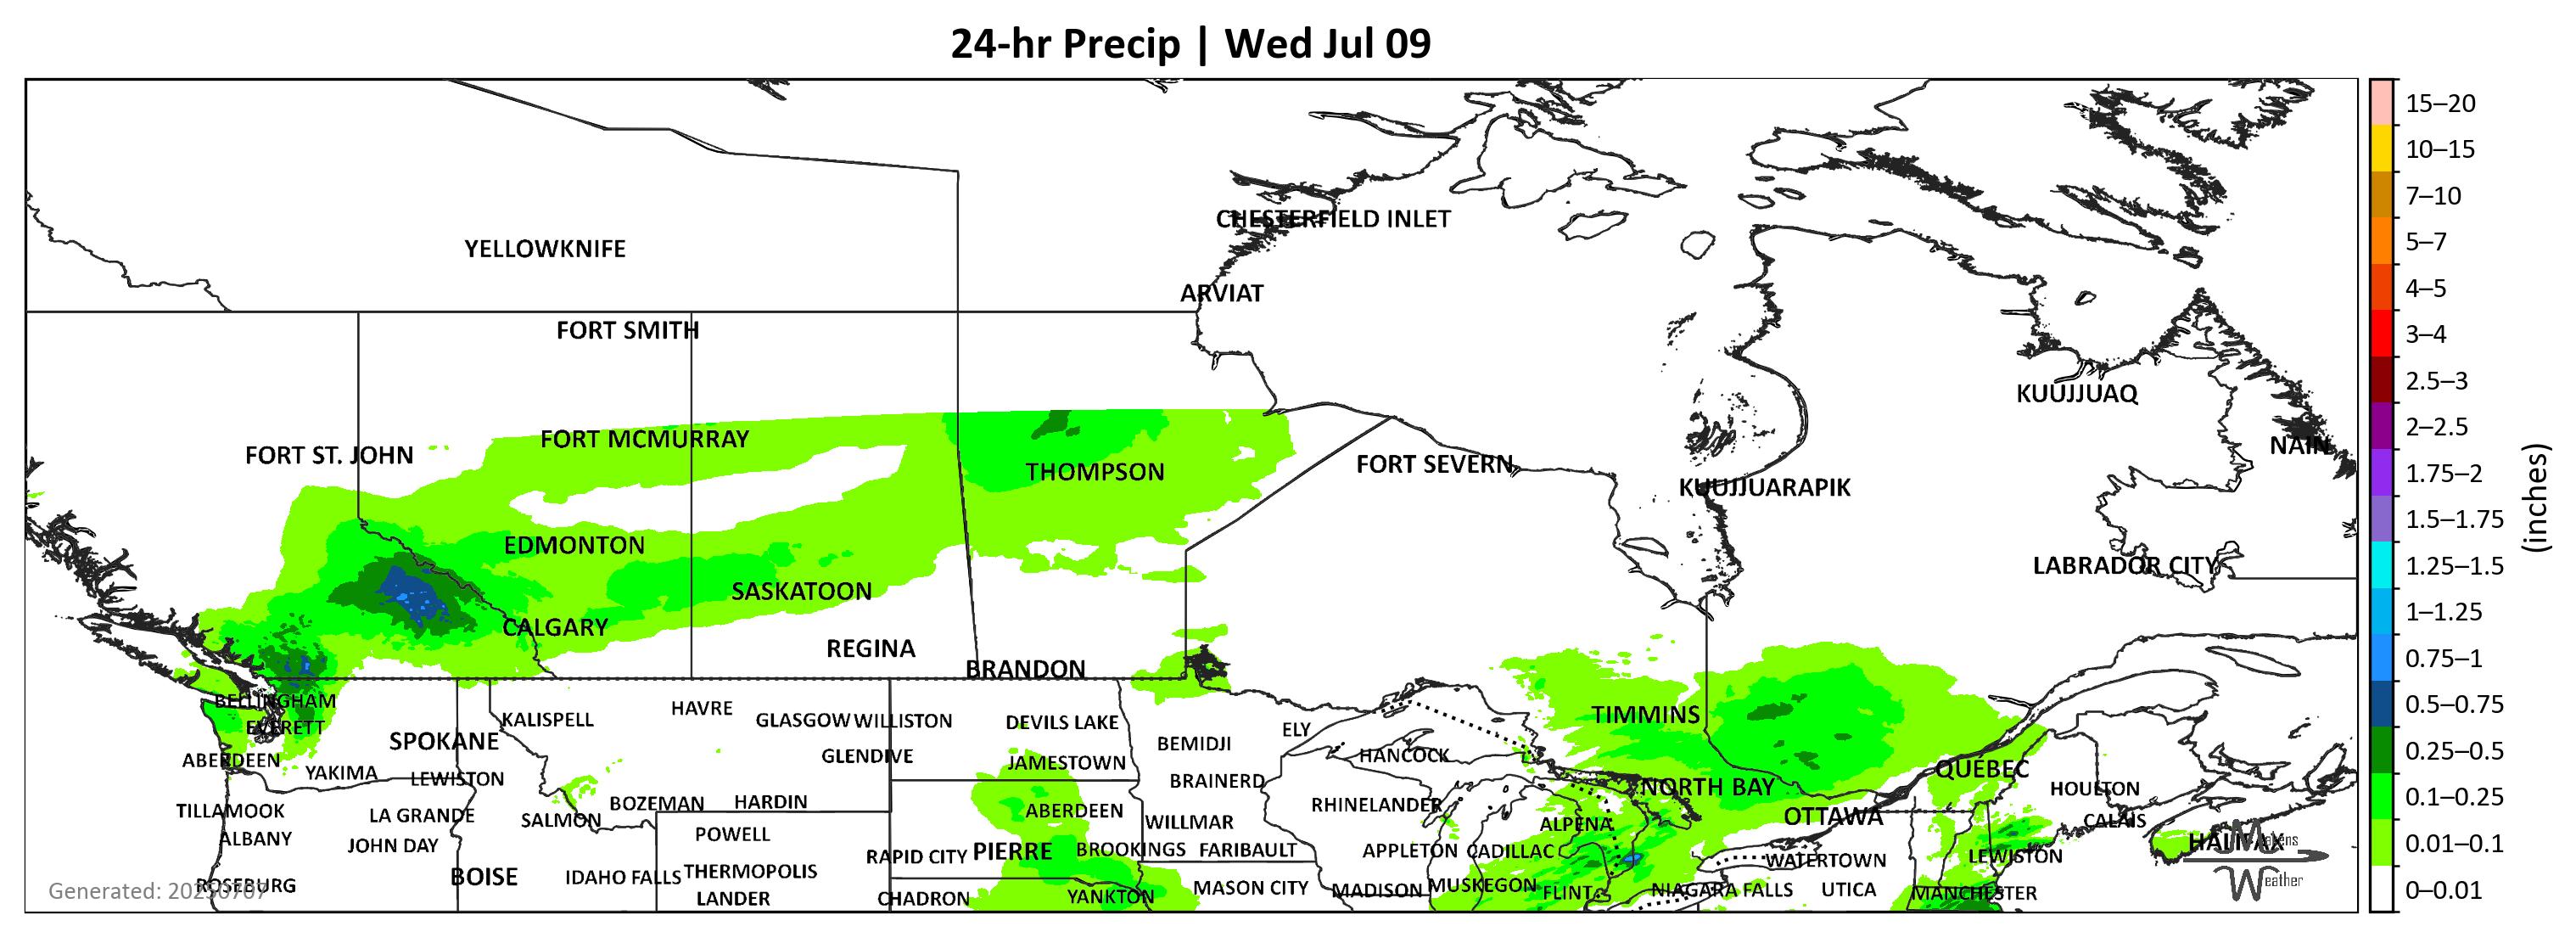 24-hr Precip | Wed Jul 09
15–20
10–15
7–10
5–7
4–5
3–4
2.5–3
2–2.5
1.75–2
1.5–1.75
1.25–1.5
1–1.25
0.75–1
0.5–0.75
0.25–0.5
0.1–0.25
0.01–0.1
0–0.01
(inches)
CHESTERFIELD INLET
YELLOWKNIFE
ARVIAT
FORT SMITH
KUUJJUAQ
FORT MCMURRAY
NAIN
FORT ST. JOHN
FORT SEVERN
THOMPSON
KUUJJUARAPIK
EDMONTON
LABRADOR CITY
SASKATOON
CALGARY
REGINA
BRANDON
BELLINGHAM
HAVRE
TIMMINS
KALISPELL
GLASGOW WILLISTON
DEVILS LAKE
EVERETT
ELY
SPOKANE
BEMIDJI
GLENDIVE
HANCOCK
ABERDEEN
JAMESTOWN
QUÉBEC
YAKIMA
LEWISTON
BRAINERD
NORTH BAY
HOULTON
BOZEMAN
HARDIN
RHINELANDER
TILLAMOOK
LA GRANDE
SALMON
ABERDEEN
WILLMAR
ALPENA
OTTAWA
CALAIS
ALBANY
JOHN DAY
POWELL
HALIFAX
Matens
RAPID CITY
PIERRE
BROOKINGS
FARIBAULT
APPLETON
CADILLAC
WATERTOWN
LEWISTON
BOISE
IDAHO FALLS
THERMOPOLIS
Weather
ROSEBURG
Generated: 20250707
LANDER
CHADRON
YANKTON
MASON CITY
MADISON
MUSKEGON
FLINT
NIAGARA FALLS
UTICA
MANCHESTER